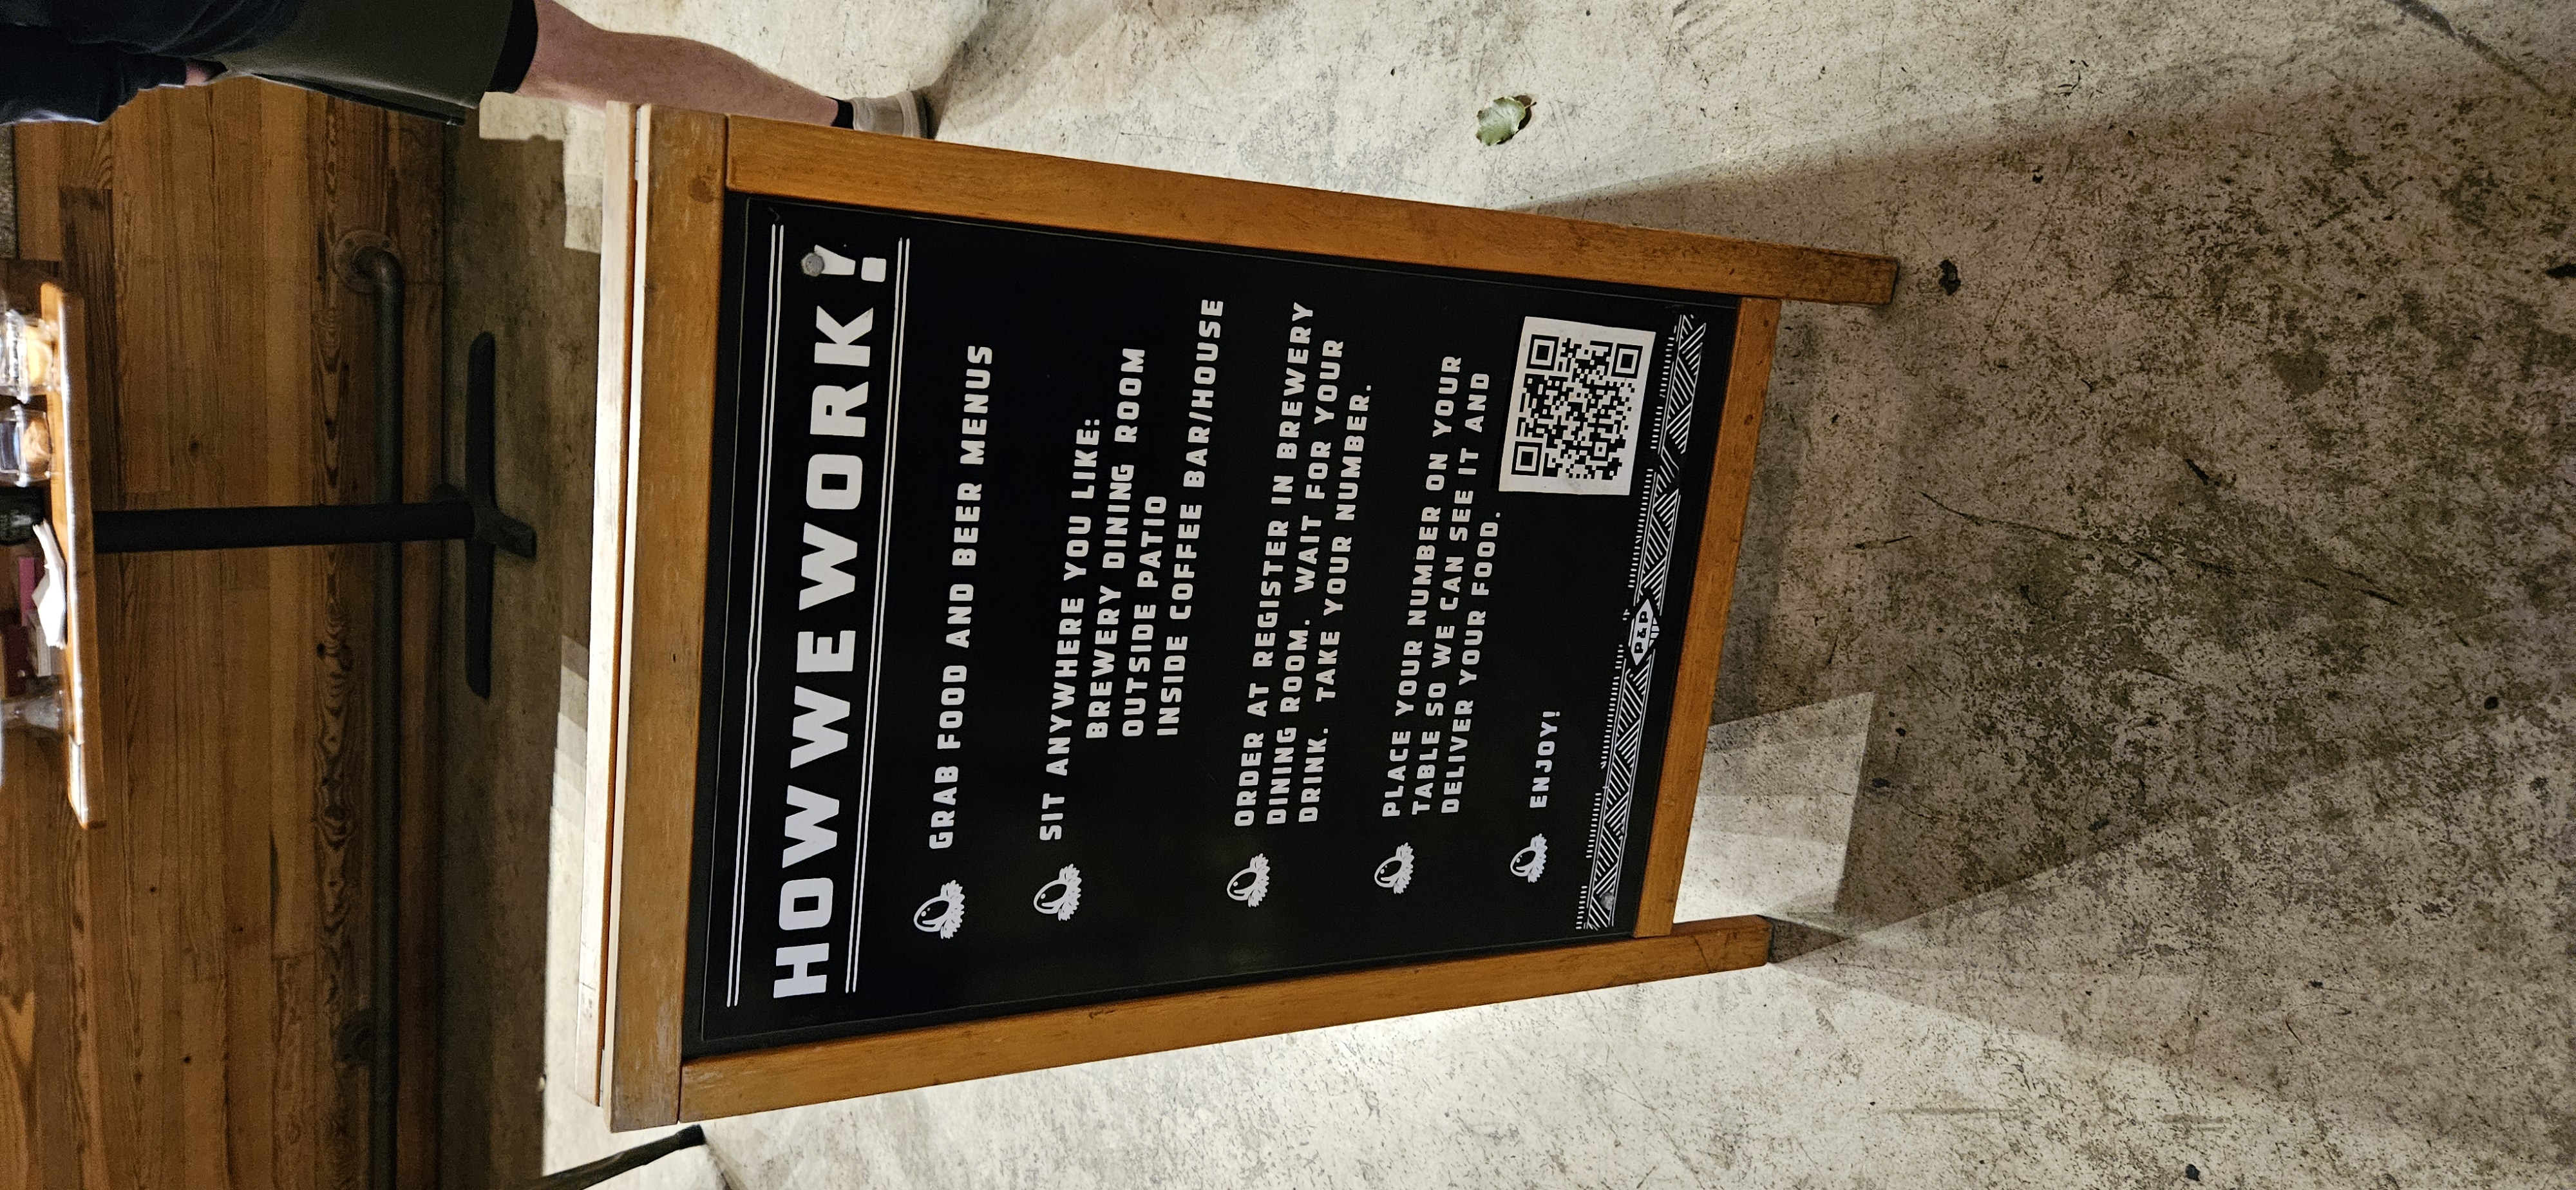 HOW WE WORK!
GRAB FOOD AND BEER MENUS
SIT ANYWHERE YOU LIKE:
BREWERY DINING ROOM
OUTSIDE PATIO
INSIDE COFFEE BAR/HOUSE
ORDER AT REGISTER IN BREWERY
DINING ROOM. WAIT FOR YOUR
DRINK. TAKE YOUR NUMBER.
PLACE YOUR NUMBER ON YOUR
TABLE SO WE CAN SEE IT AND
DELIVER YOUR FOOD.
ENJOY!
P&P